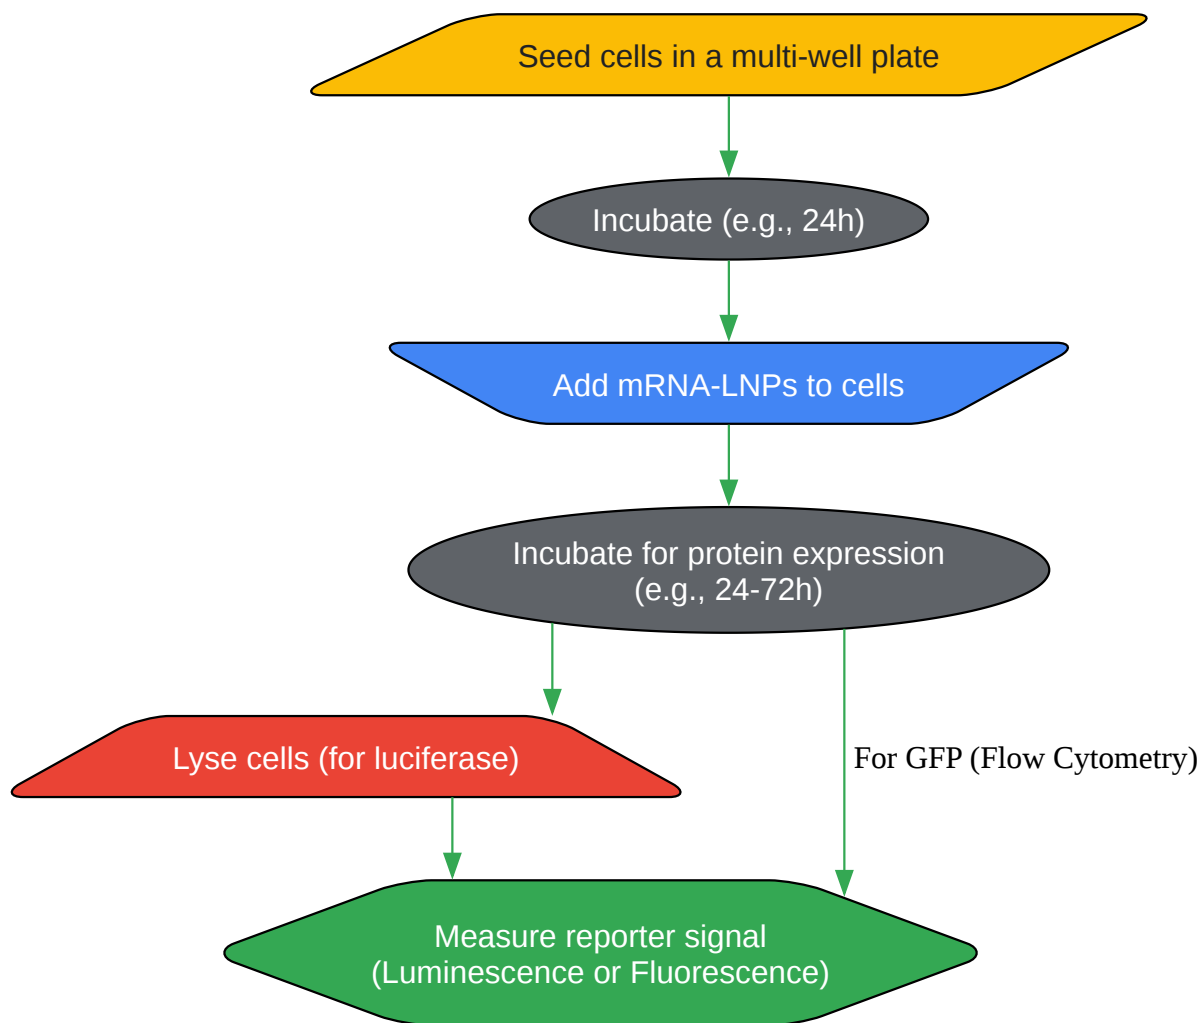 Seed cells in a multi-well plate
Incubate (e.g., 24h)
Add mRNA-LNPs to cells
Incubate for protein expression
(e.g., 24-72h)
Lyse cells (for luciferase)
For GFP (Flow Cytometry)
Measure reporter signal
(Luminescence or Fluorescence)